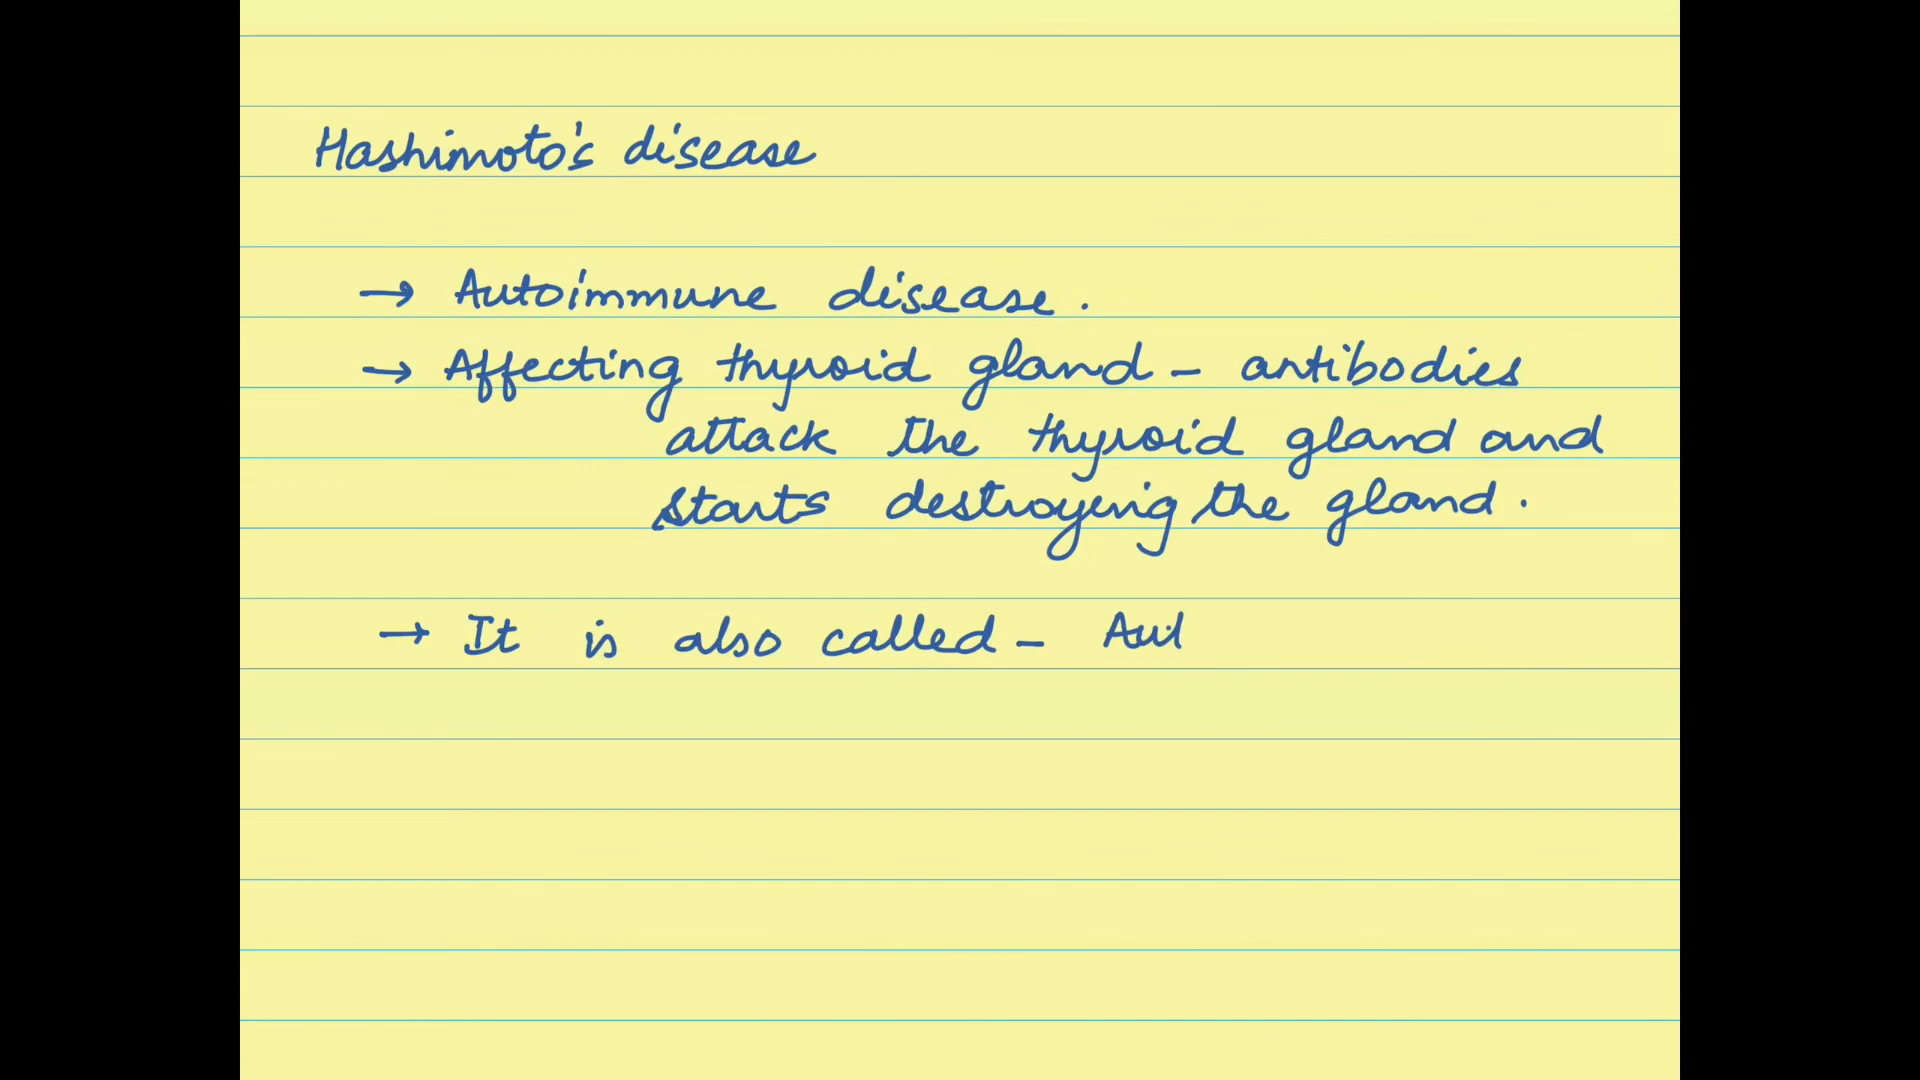 Hashimoto's disease
→ Autoimmune disease.
→ Affecting thyroid gland - antibodies
attack the thyroid gland and
starts destroying the gland.
→ It is also called - Aut